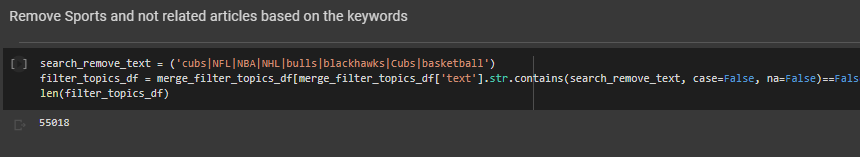 Remove Sports and not related articles based on the keywords
[ ] search_remove_text = ('cubs|NFL|NBA|NHL|bulls|blackhawks|Cubs|basketball')
filter_topics_df = merge_filter_topics_df[merge_filter_topics_df['text'].str.contains(search_remove_text, case=False, na=False)==Fals
len(filter_topics_df)
55018